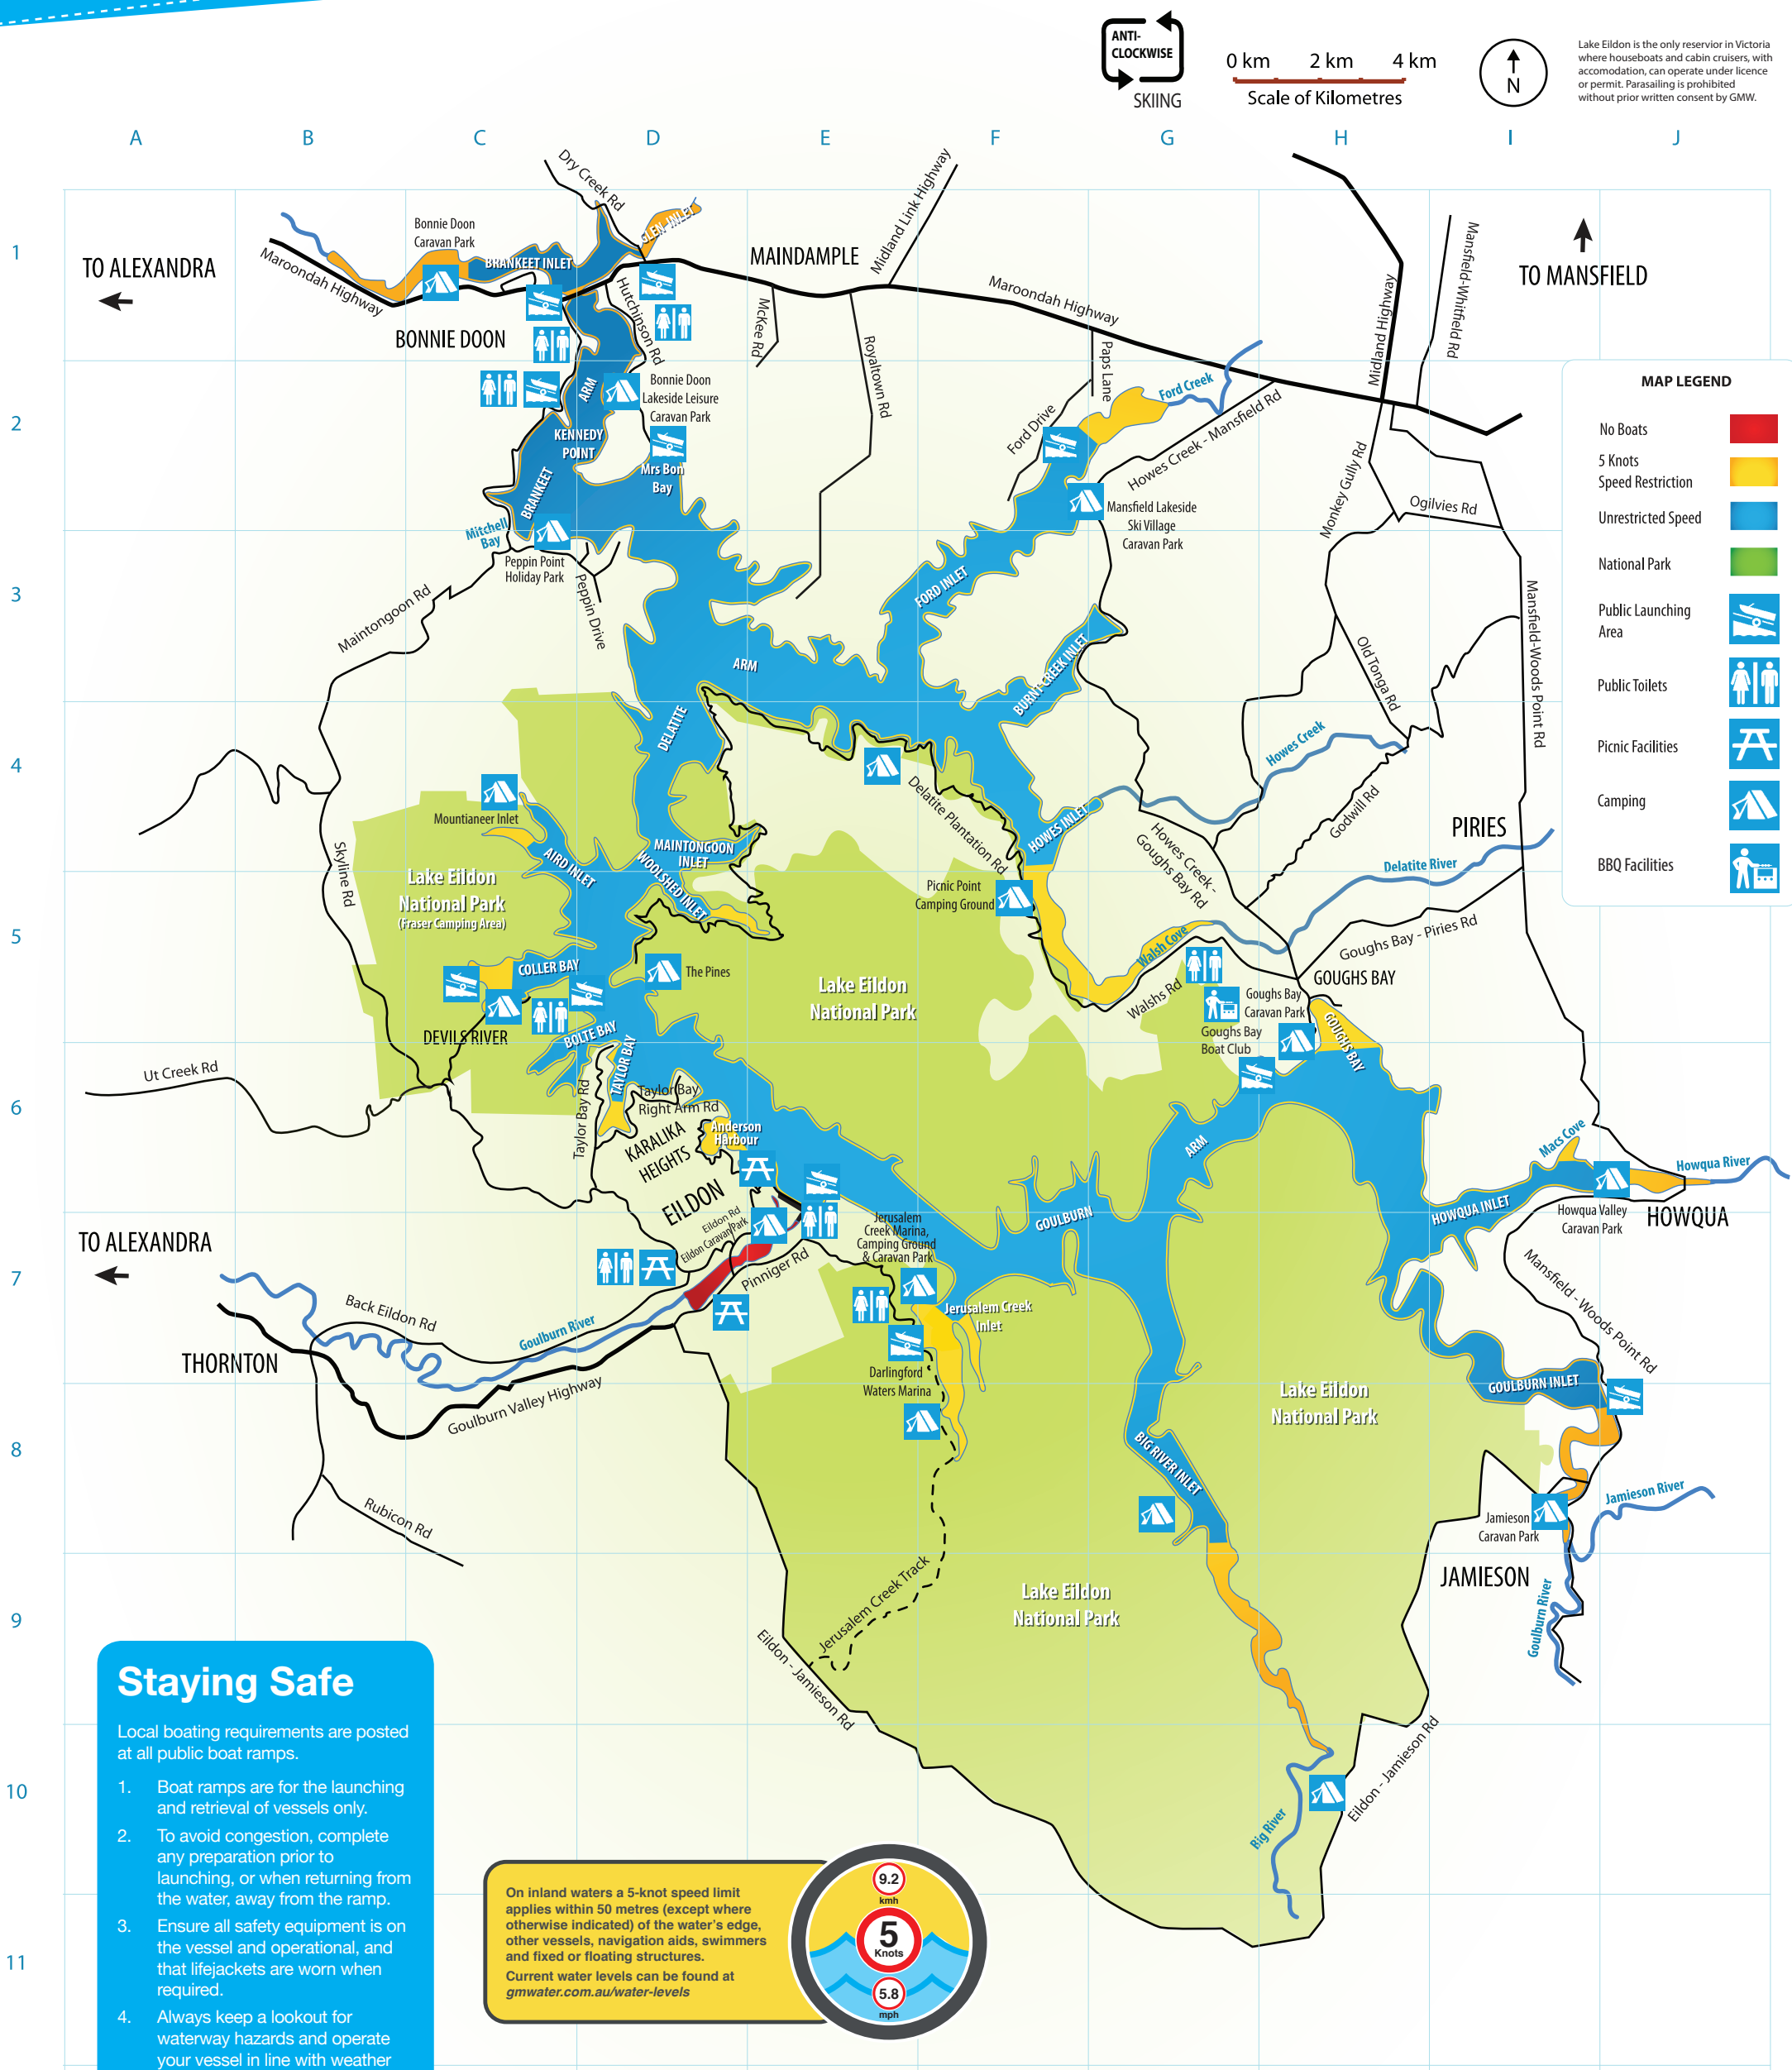 ANTI-
CLOCKWISE
SKIING
0 km 2 km 4 km
Scale of Kilometres
N
Lake Eildon is the only reservior in Victoria
where houseboats and cabin cruisers, with
accomodation, can operate under licence
or permit. Parasailing is prohibited
without prior written consent by GMW.
A B C D E F G H I J
1
2
3
4
5
6
7
8
9
10
11
Dry Creek Rd
GLEN INLET
Midland Link Highway
Bonnie Doon
Caravan Park
BRANKEET INLET
MAINDAMPLE
TO ALEXANDRA
Maroondah Highway
Maroondah Highway
Midland Highway
Mansfield-Whitfield Rd
TO MANSFIELD
BONNIE DOON
Hutchinson Rd
McKee Rd
Royaltown Rd
Paps Lane
Ford Creek
Bonnie Doon
Lakeside Leisure
Caravan Park
ARM
KENNEDY
POINT
Mrs Bon
Bay
BRANKEET
Ford Drive
Howes Creek - Mansfield Rd
Monkey Gully Rd
Ogilvies Rd
Mansfield Lakeside
Ski Village
Caravan Park
Mitchell
Bay
Peppin Point
Holiday Park
Peppin Drive
Maintongoon Rd
FORD INLET
BURNT CREEK INLET
Old Tonga Rd
Mansfield-Woods Point Rd
ARM
DELATITE
Howes Creek
Mountianeer Inlet
AIRD INLET
MAINTONGOON
INLET
WOOLSHED INLET
Delatite Plantation Rd
HOWES INLET
Howes Creek -
Goughs Bay Rd
Godwill Rd
PIRIES
Delatite River
Skyline Rd
Lake Eildon
National Park
(Fraser Camping Area)
Picnic Point
Camping Ground
Walsh Cove
Goughs Bay - Piries Rd
COLLER BAY
The Pines
Lake Eildon
National Park
Walshs Rd
GOUGHS BAY
Goughs Bay
Caravan Park
Goughs Bay
Boat Club
GOUGHS BAY
DEVILS RIVER
BOLTE BAY
TAYLOR BAY
Ut Creek Rd
Taylor Bay Rd
Taylor Bay
Right Arm Rd
KARALIKA
HEIGHTS
Anderson
Harbour
ARM
Macs Cove
Howqua River
EILDON
Eildon Rd
Eildon Caravan Park
Jerusalem
Creek Marina,
Camping Ground
& Caravan Park
GOULBURN
HOWQUA INLET
Howqua Valley
Caravan Park
HOWQUA
TO ALEXANDRA
Pinniger Rd
Back Eildon Rd
Goulburn River
Jerusalem Creek
Inlet
Mansfield - Woods Point Rd
THORNTON
Goulburn Valley Highway
Darlingford
Waters Marina
Lake Eildon
National Park
GOULBURN INLET
BIG RIVER INLET
Rubicon Rd
Jamieson
Caravan Park
Jamieson River
JAMIESON
Lake Eildon
National Park
Goulburn River
Jerusalem Creek Track
Eildon - Jamieson Rd
Eildon - Jamieson Rd
Big River
MAP LEGEND
No Boats
5 Knots
Speed Restriction
Unrestricted Speed
National Park
Public Launching
Area
Public Toilets
Picnic Facilities
Camping
BBQ Facilities
Staying Safe
Local boating requirements are posted
at all public boat ramps.
1. Boat ramps are for the launching
and retrieval of vessels only.
2. To avoid congestion, complete
any preparation prior to
launching, or when returning from
the water, away from the ramp.
3. Ensure all safety equipment is on
the vessel and operational, and
that lifejackets are worn when
required.
4. Always keep a lookout for
waterway hazards and operate
your vessel in line with weather
On inland waters a 5-knot speed limit
applies within 50 metres (except where
otherwise indicated) of the water's edge,
other vessels, navigation aids, swimmers
and fixed or floating structures.
Current water levels can be found at
gmwater.com.au/water-levels
9.2
kmh
5
Knots
5.8
mph